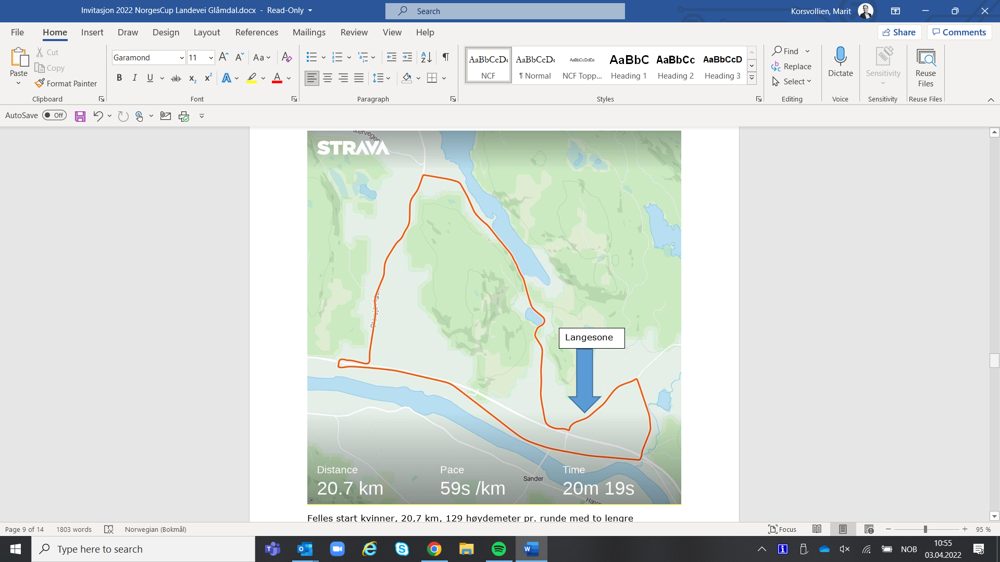 Invitasjon 2022 NorgesCup Landevei Glåmdal.docx - Read-Only
Search
Korsvollien, Marit
File Home Insert Draw Design Layout References Mailings Review View Help
Share Comments
Paste
Cut
Copy
Format Painter
Clipboard
Garamond 11
Font
Paragraph
AaBbCcDc AaBbCcDc AaBbCcDdEe AaBbC AaBbCc AaBbCcD
NCF ¶ Normal NCF Topp... Heading 1 Heading 2 Heading 3
Styles
Find
Replace
Select
Editing
Dictate
Voice
Sensitivity
Sensitivity
Reuse Files
Reuse Files
AutoSave Off
STRAVA
Langesone
Distance Pace Time
20.7 km 59s /km 20m 19s
Sander
Felles start kvinner, 20,7 km, 129 høydemeter pr. runde med to lengre
Page 9 of 14 1803 words Norwegian (Bokmål) Focus 95 %
Type here to search
NOB
10:55
03.04.2022